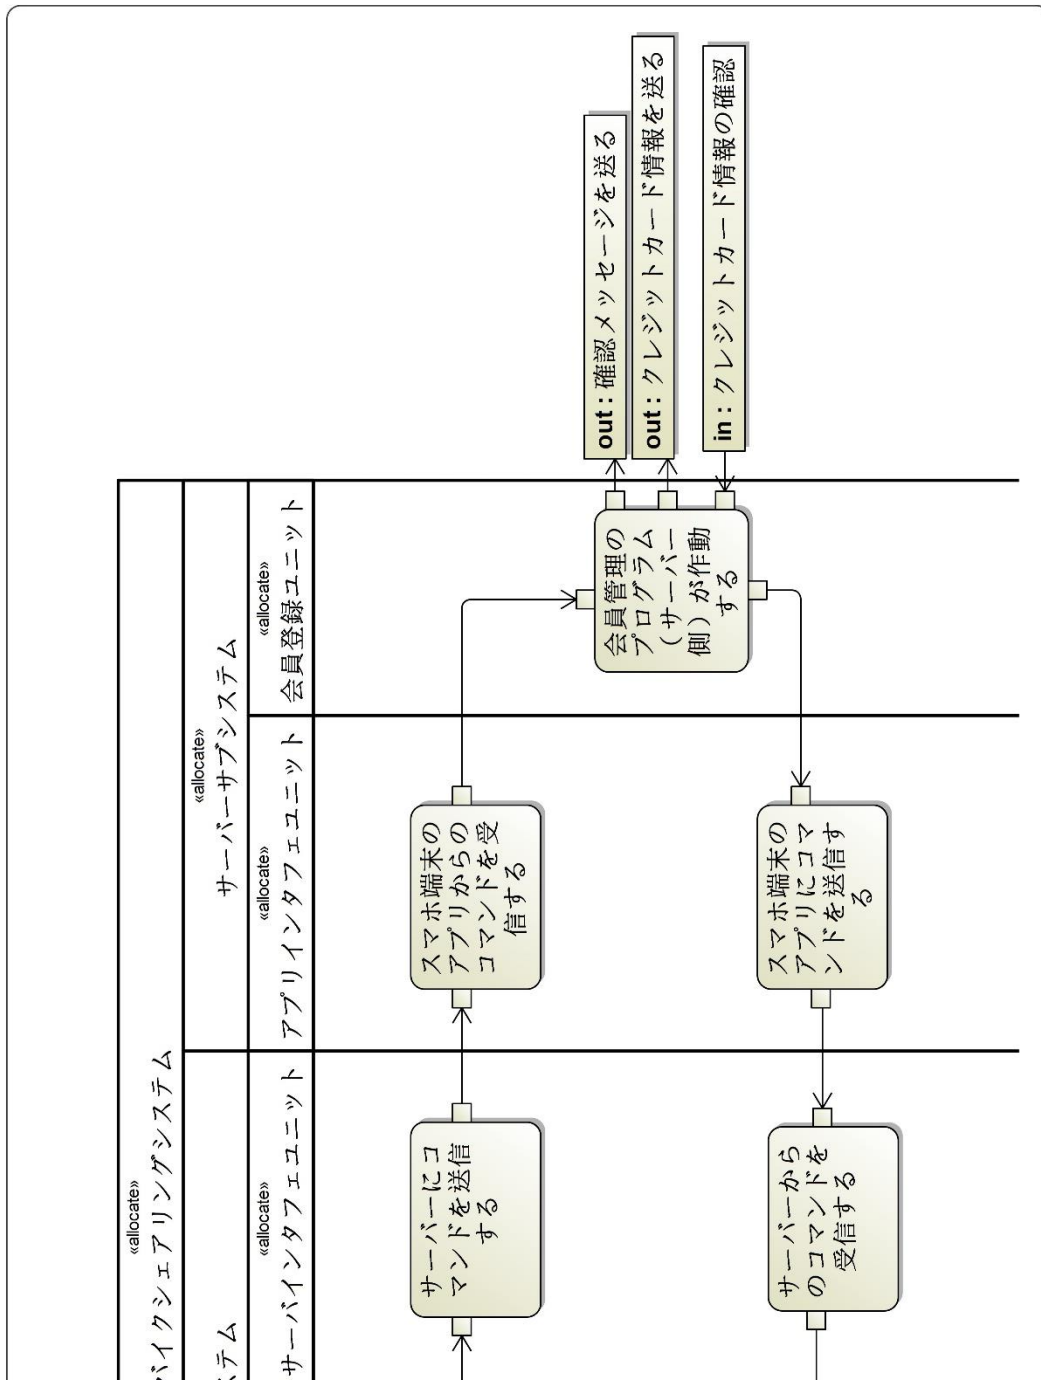 «allocate»
バイクシェアリングシステム
ステム
«allocate»
サーバーサブシステム
«allocate»
サーバインタフェユニット
«allocate»
アプリインタフェユニット
«allocate»
会員登録ユニット
サーバーにコ
マンドを送信
する
スマホ端末の
アプリからの
コマンドを受
信する
会員管理の
プログラム
（サーバー
側）が作動
する
out : 確認メッセージを送る
out : クレジットカード情報を送る
in : クレジットカード情報の確認
サーバーから
のコマンドを
受信する
スマホ端末の
アプリにコマ
ンドを送信す
る